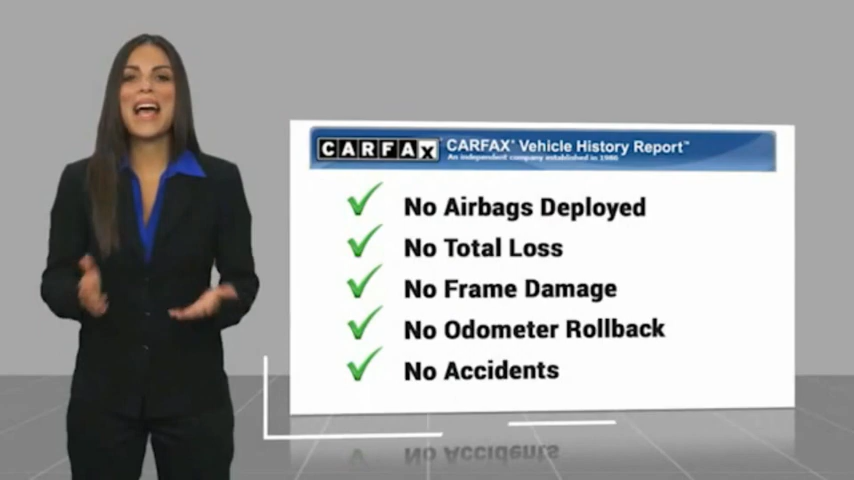 CARFAX
CARFAX® Vehicle History Report™
An independent company established in 1986
No Airbags Deployed
No Total Loss
No Frame Damage
No Odometer Rollback
No Accidents
No Accidents